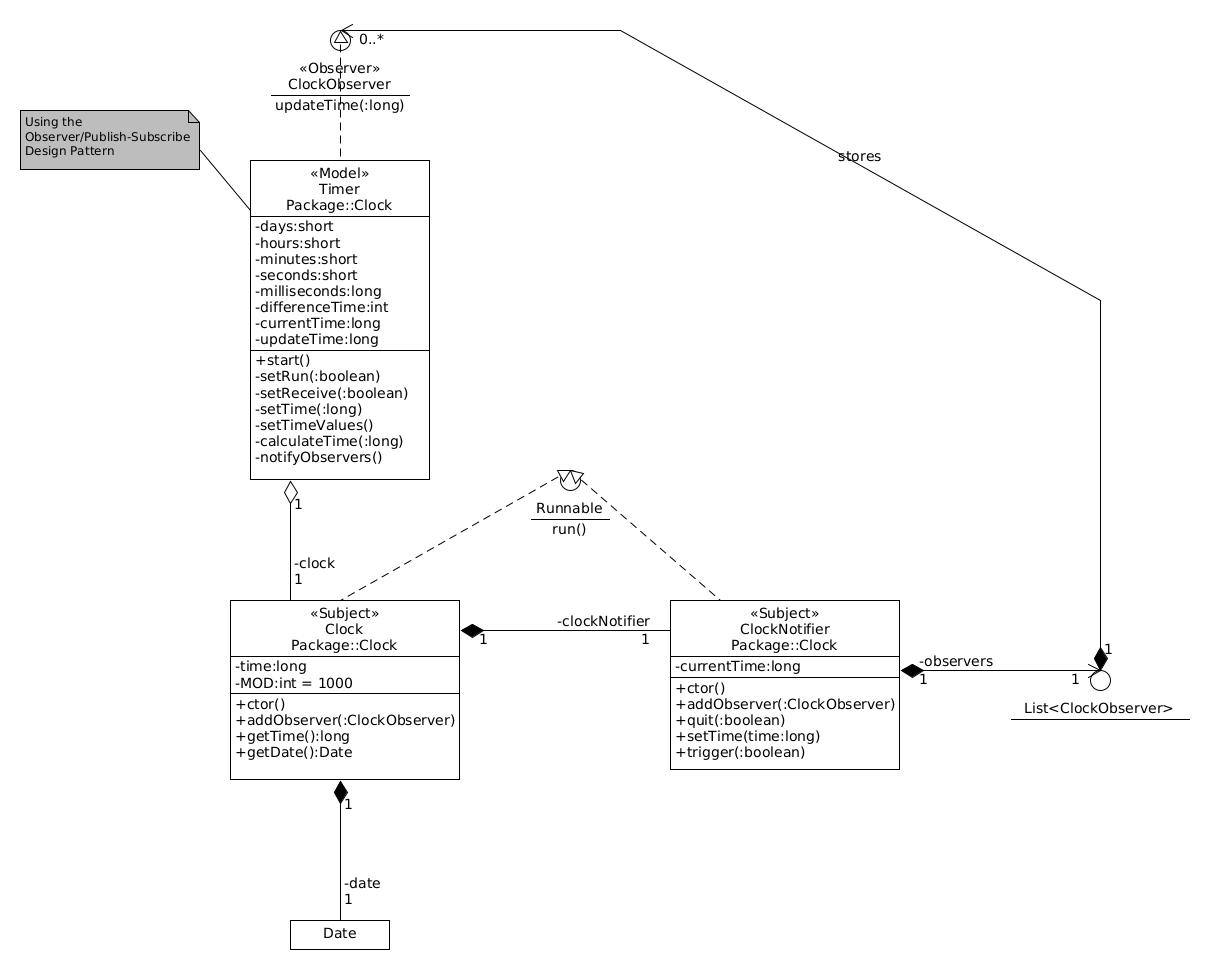 0..*
«Observer»
ClockObserver
updateTime(:long)
Using the
Observer/Publish-Subscribe
Design Pattern
stores
«Model»
Timer
Package::Clock
-days:short
-hours:short
-minutes:short
-seconds:short
-milliseconds:long
-differenceTime:int
-currentTime:long
-updateTime:long
+start()
-setRun(:boolean)
-setReceive(:boolean)
-setTime(:long)
-setTimeValues()
-calculateTime(:long)
-notifyObservers()
1
-clock
1
Runnable
run()
«Subject»
Clock
Package::Clock
-time:long
-MOD:int = 1000
+ctor()
+addObserver(:ClockObserver)
+getTime():long
+getDate():Date
-clockNotifier
1
1
«Subject»
ClockNotifier
Package::Clock
-currentTime:long
+ctor()
+addObserver(:ClockObserver)
+quit(:boolean)
+setTime(time:long)
+trigger(:boolean)
1
-observers
1
1
List<ClockObserver>
1
-date
1
Date